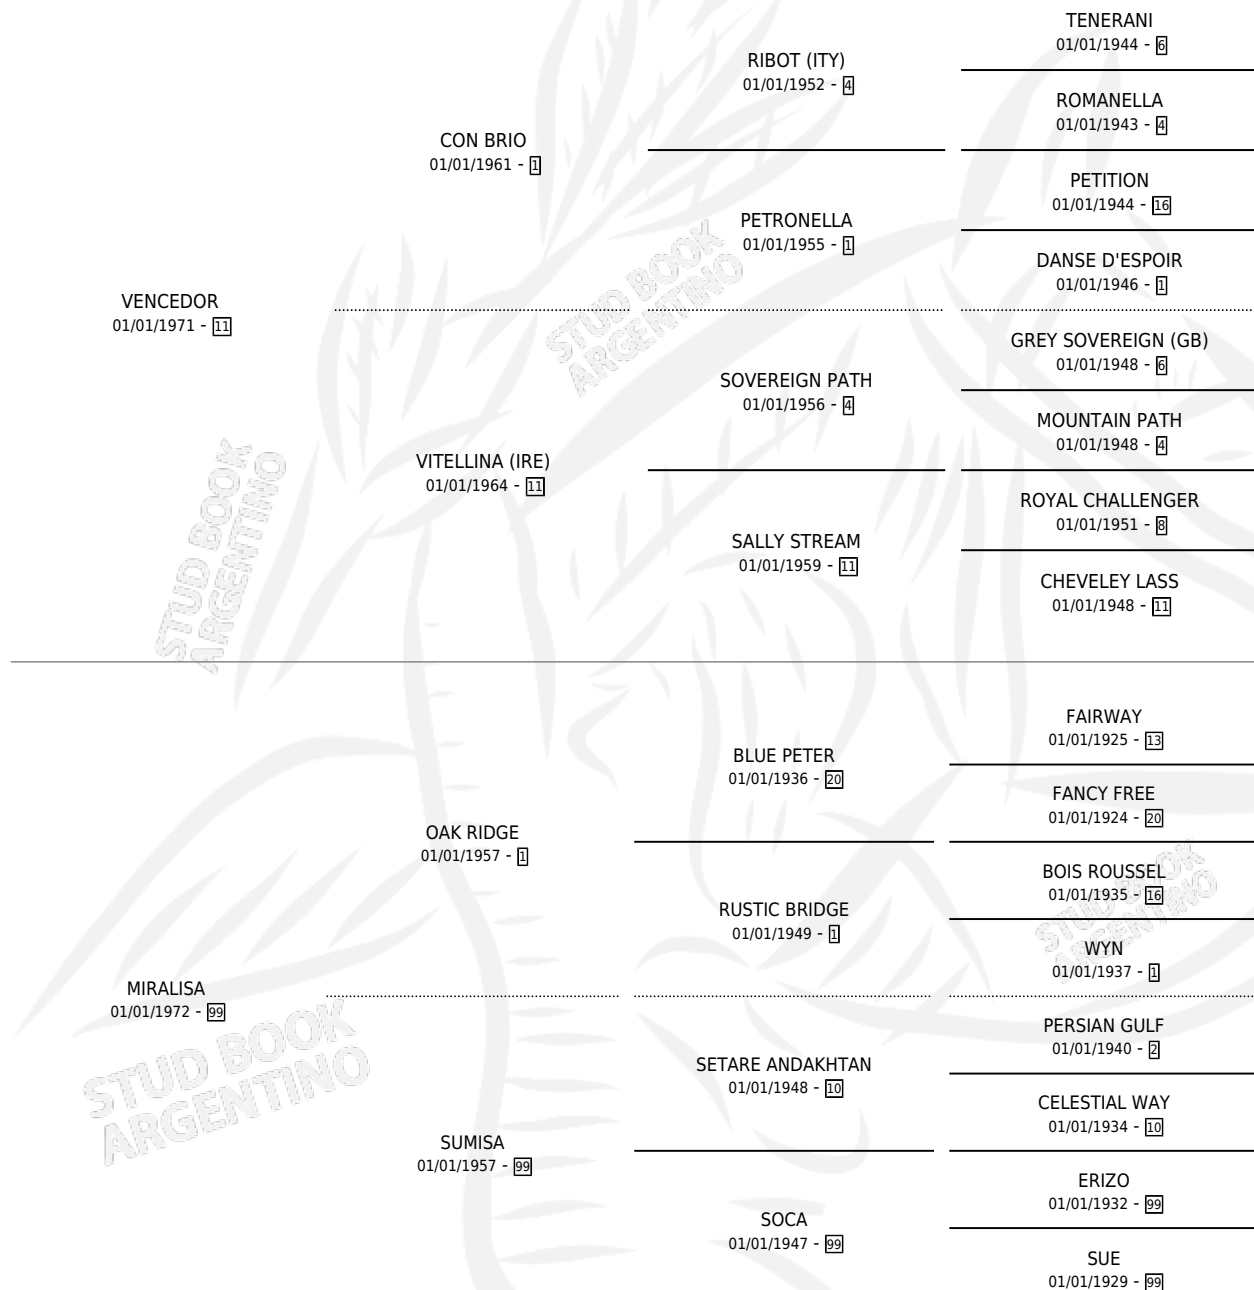 TENERANI
01/01/1944 - 6
RIBOT (ITY)
01/01/1952 - 4
ROMANELLA
01/01/1943 - 4
CON BRIO
01/01/1961 - 1
PETITION
01/01/1944 - 16
PETRONELLA
01/01/1955 - 1
DANSE D'ESPOIR
01/01/1946 - 1
VENCEDOR
01/01/1971 - 11
GREY SOVEREIGN (GB)
01/01/1948 - 6
SOVEREIGN PATH
01/01/1956 - 4
MOUNTAIN PATH
01/01/1948 - 4
VITELLINA (IRE)
01/01/1964 - 11
ROYAL CHALLENGER
01/01/1951 - 8
SALLY STREAM
01/01/1959 - 11
CHEVELEY LASS
01/01/1948 - 11
FAIRWAY
01/01/1925 - 13
BLUE PETER
01/01/1936 - 20
FANCY FREE
01/01/1924 - 20
OAK RIDGE
01/01/1957 - 1
BOIS ROUSSEL
01/01/1935 - 16
RUSTIC BRIDGE
01/01/1949 - 1
WYN
01/01/1937 - 1
MIRALISA
01/01/1972 - 99
PERSIAN GULF
01/01/1940 - 2
SETARE ANDAKHTAN
01/01/1948 - 10
CELESTIAL WAY
01/01/1934 - 10
SUMISA
01/01/1957 - 99
ERIZO
01/01/1932 - 99
SOCA
01/01/1947 - 99
SUE
01/01/1929 - 99
STUD BOOK
ARGENTINO
STUD BOOK
ARGENTINO
STUD BOOK
ARGENTINO
STUD BOOK
ARGENTINO